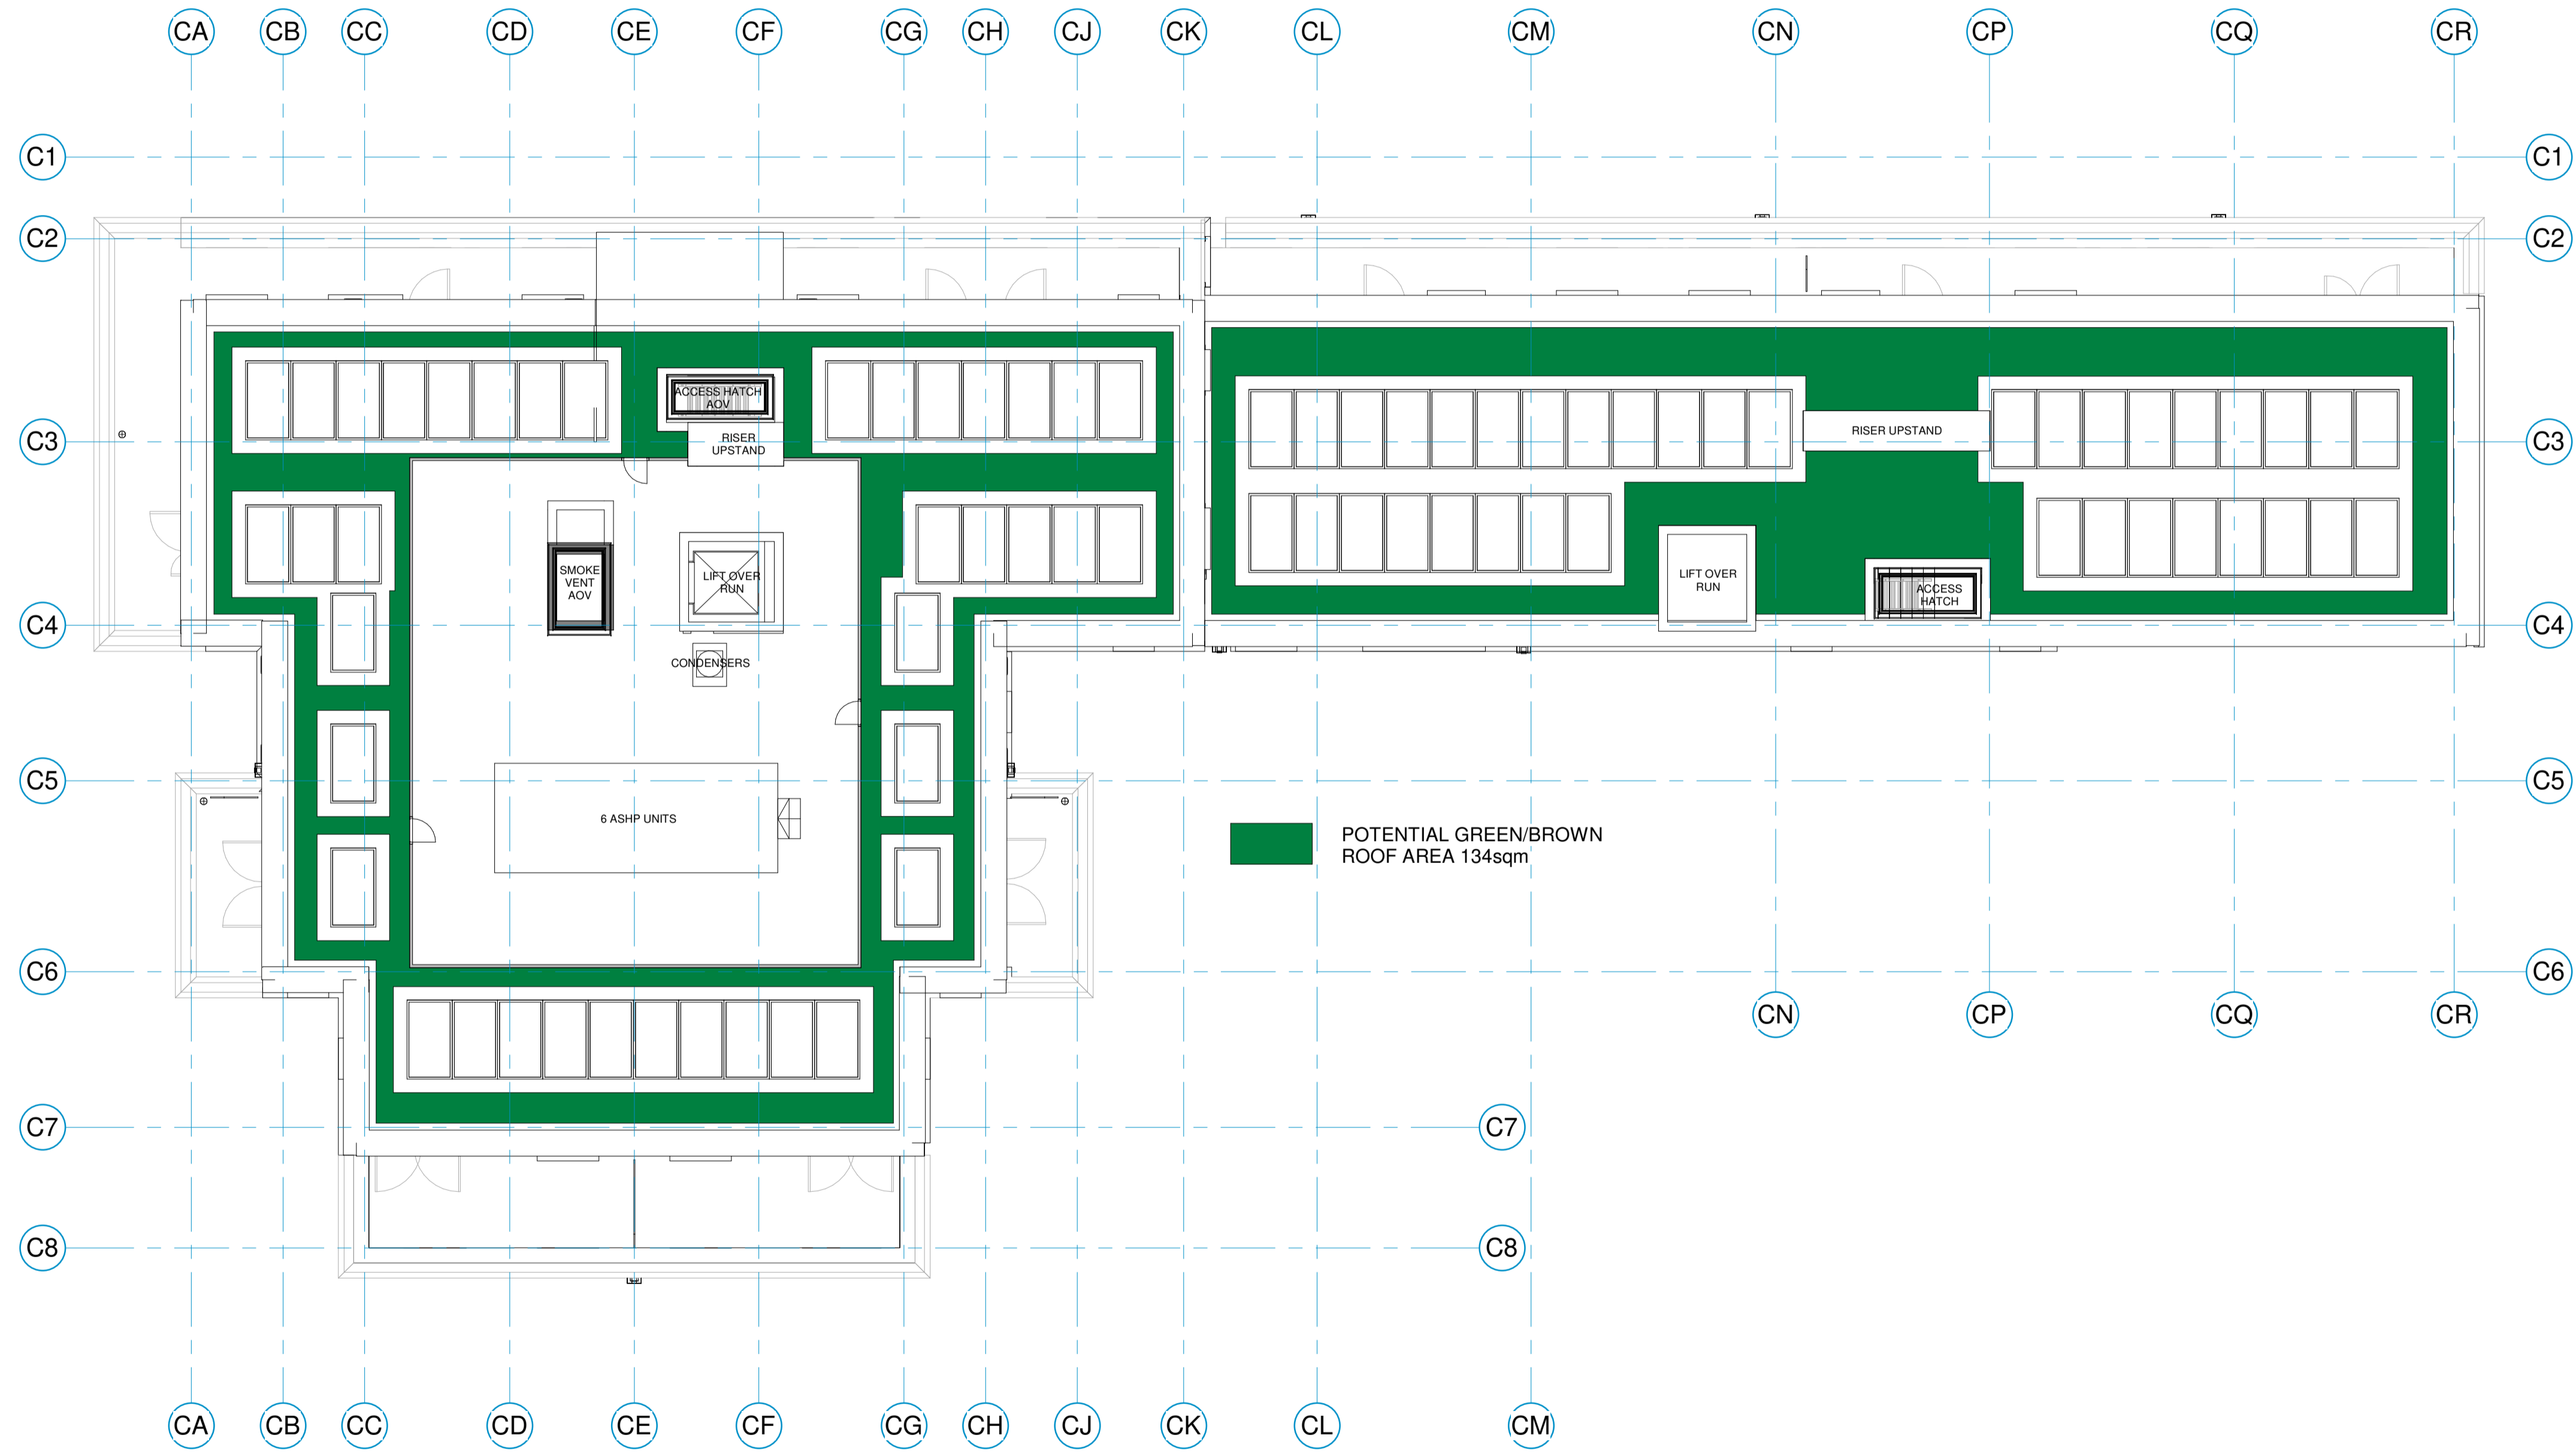 CA CB CC CD CE CF CG CH CJ CK CL CM CN CP CQ CR
C1 C1
C2 C2
ACCESS HATCH
AOV
RISER
UPSTAND
RISER UPSTAND
C3 C3
SMOKE
VENT
AOV
LIFT OVER
RUN
LIFT OVER
RUN
ACCESS
HATCH
C4 C4
CONDENSERS
C5 C5
6 ASHP UNITS
POTENTIAL GREEN/BROWN
ROOF AREA 134sqm
C6 C6
CN CP CQ CR
C7 C7
C8 C8
CA CB CC CD CE CF CG CH CJ CK CL CM